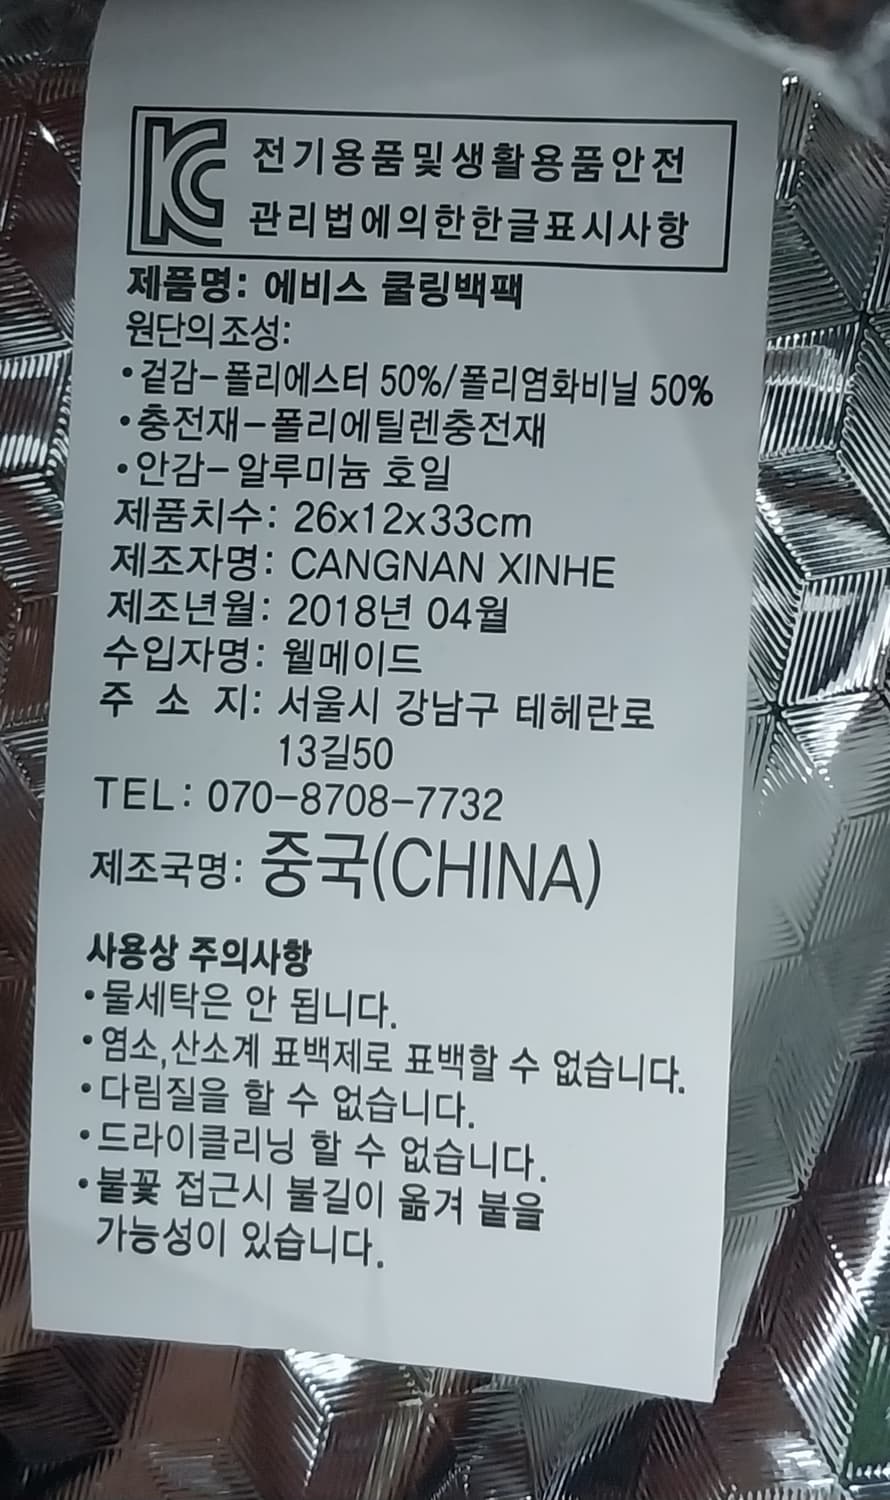 KC 전기용품및생활용품안전
관리법에의한한글표시사항
제품명: 에비스 쿨링백팩
원단의조성:
•겉감-폴리에스터 50%/폴리염화비닐 50%
•충전재-폴리에틸렌충전재
•안감-알루미늄 호일
제품치수: 26x12x33cm
제조자명: CANGNAN XINHE
제조년월: 2018년 04월
수입자명: 웰메이드
주 소 지: 서울시 강남구 테헤란로
13길50
TEL: 070-8708-7732
제조국명: 중국(CHINA)
사용상 주의사항
•물세탁은 안 됩니다.
•염소,산소계 표백제로 표백할 수 없습니다.
•다림질을 할 수 없습니다.
•드라이클리닝 할 수 없습니다.
•불꽃 접근시 불길이 옮겨 붙을
가능성이 있습니다.